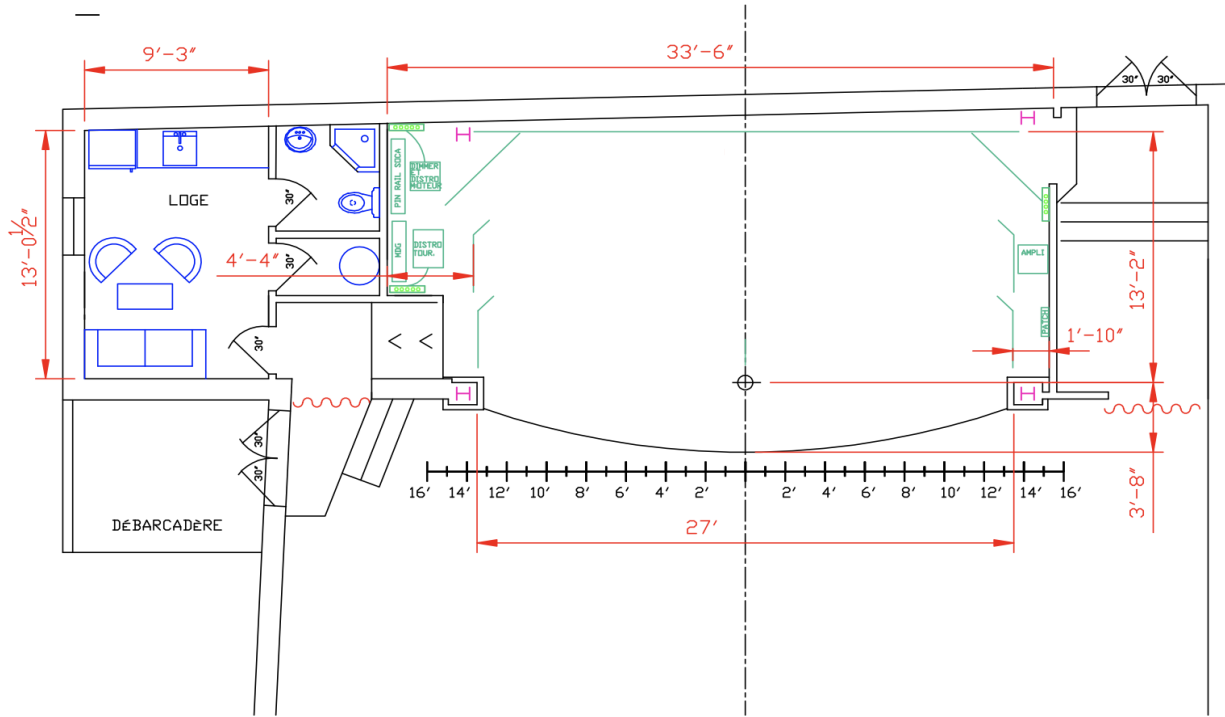 9'-3"
33'-6"
30"
30"
PIN RAIL SOCA
DIMMER
ET
DISTRO
MOTEUR
LOGE
30"
13'-0 1/2"
MDG
DISTRO
TOUR.
AMPLI
4'-4"
30"
13'-2"
PATCH
1'-10"
30"
30"
30"
16' 14' 12' 10' 8' 6' 4' 2' 2' 4' 6' 8' 10' 12' 14' 16'
3'-8"
DÉBARCADÈRE
27'